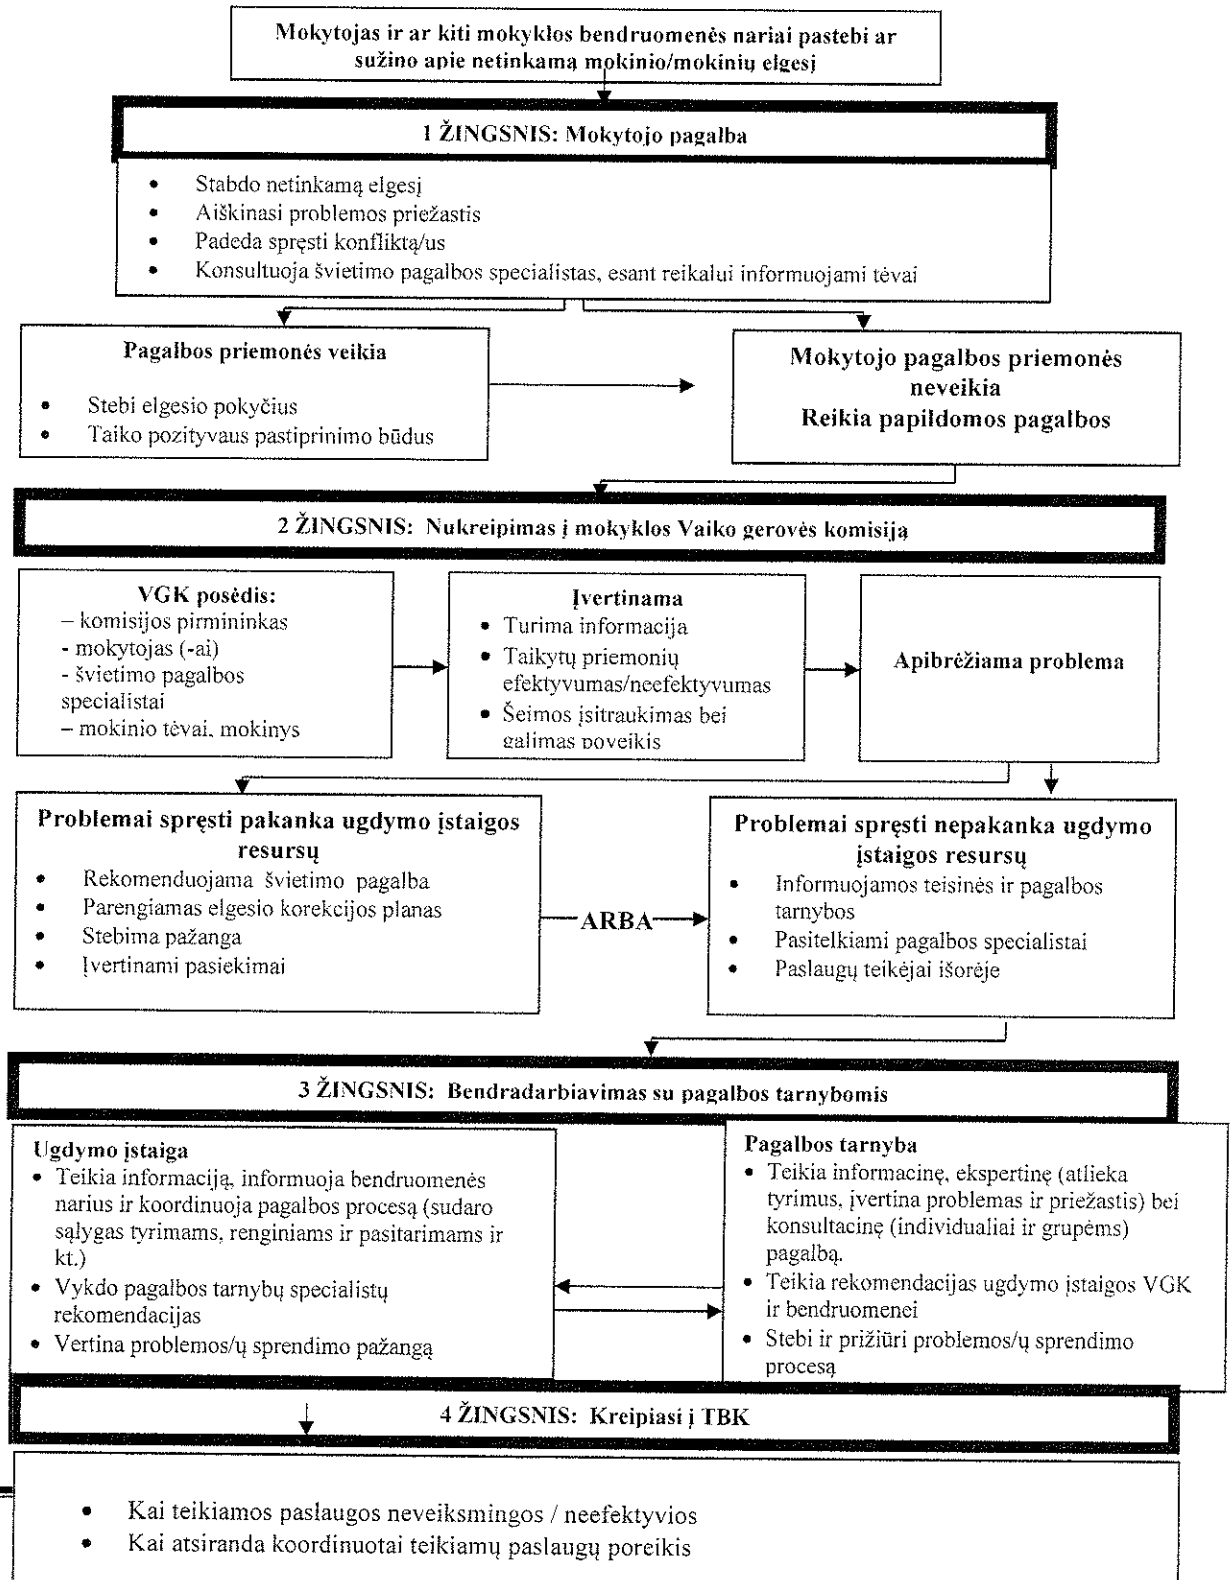 Mokytojas ir ar kiti mokyklos bendruomenės nariai pastebi ar
sužino apie netinkamą mokinio/mokinių elgesį
1 ŽINGSNIS: Mokytojo pagalba
• Stabdo netinkamą elgesį
• Aiškinasi problemos priežastis
• Padeda spręsti konfliktą/us
• Konsultuoja švietimo pagalbos specialistas, esant reikalui informuojami tėvai
Pagalbos priemonės veikia
• Stebi elgesio pokyčius
• Taiko pozityvaus pastiprinimo būdus
Mokytojo pagalbos priemonės
neveikia
Reikia papildomos pagalbos
2 ŽINGSNIS: Nukreipimas į mokyklos Vaiko gerovės komisiją
VGK posėdis:
– komisijos pirmininkas
- mokytojas (-ai)
- švietimo pagalbos
specialistai
– mokinio tėvai, mokinys
Įvertinama
• Turima informacija
• Taikytų priemonių
efektyvumas/neefektyvumas
• Šeimos įsitraukimas bei
galimas poveikis
Apibrėžiama problema
Problemai spręsti pakanka ugdymo įstaigos
resursų
• Rekomenduojama švietimo pagalba
• Parengiamas elgesio korekcijos planas
• Stebima pažanga
• Įvertinami pasiekimai
ARBA
Problemai spręsti nepakanka ugdymo
įstaigos resursų
• Informuojamos teisinės ir pagalbos
tarnybos
• Pasitelkiami pagalbos specialistai
• Paslaugų teikėjai išorėje
3 ŽINGSNIS: Bendradarbiavimas su pagalbos tarnybomis
Ugdymo įstaiga
• Teikia informaciją, informuoja bendruomenės
narius ir koordinuoja pagalbos procesą (sudaro
sąlygas tyrimams, renginiams ir pasitarimams ir
kt.)
• Vykdo pagalbos tarnybų specialistų
rekomendacijas
• Vertina problemos/ų sprendimo pažangą
Pagalbos tarnyba
• Teikia informacinę, ekspertinę (atlieka
tyrimus, įvertina problemas ir priežastis) bei
konsultacinę (individualiai ir grupėms)
pagalbą.
• Teikia rekomendacijas ugdymo įstaigos VGK
ir bendruomenei
• Stebi ir prižiūri problemos/ų sprendimo
procesą
4 ŽINGSNIS: Kreipiasi į TBK
• Kai teikiamos paslaugos neveiksmingos / neefektyvios
• Kai atsiranda koordinuotai teikiamų paslaugų poreikis